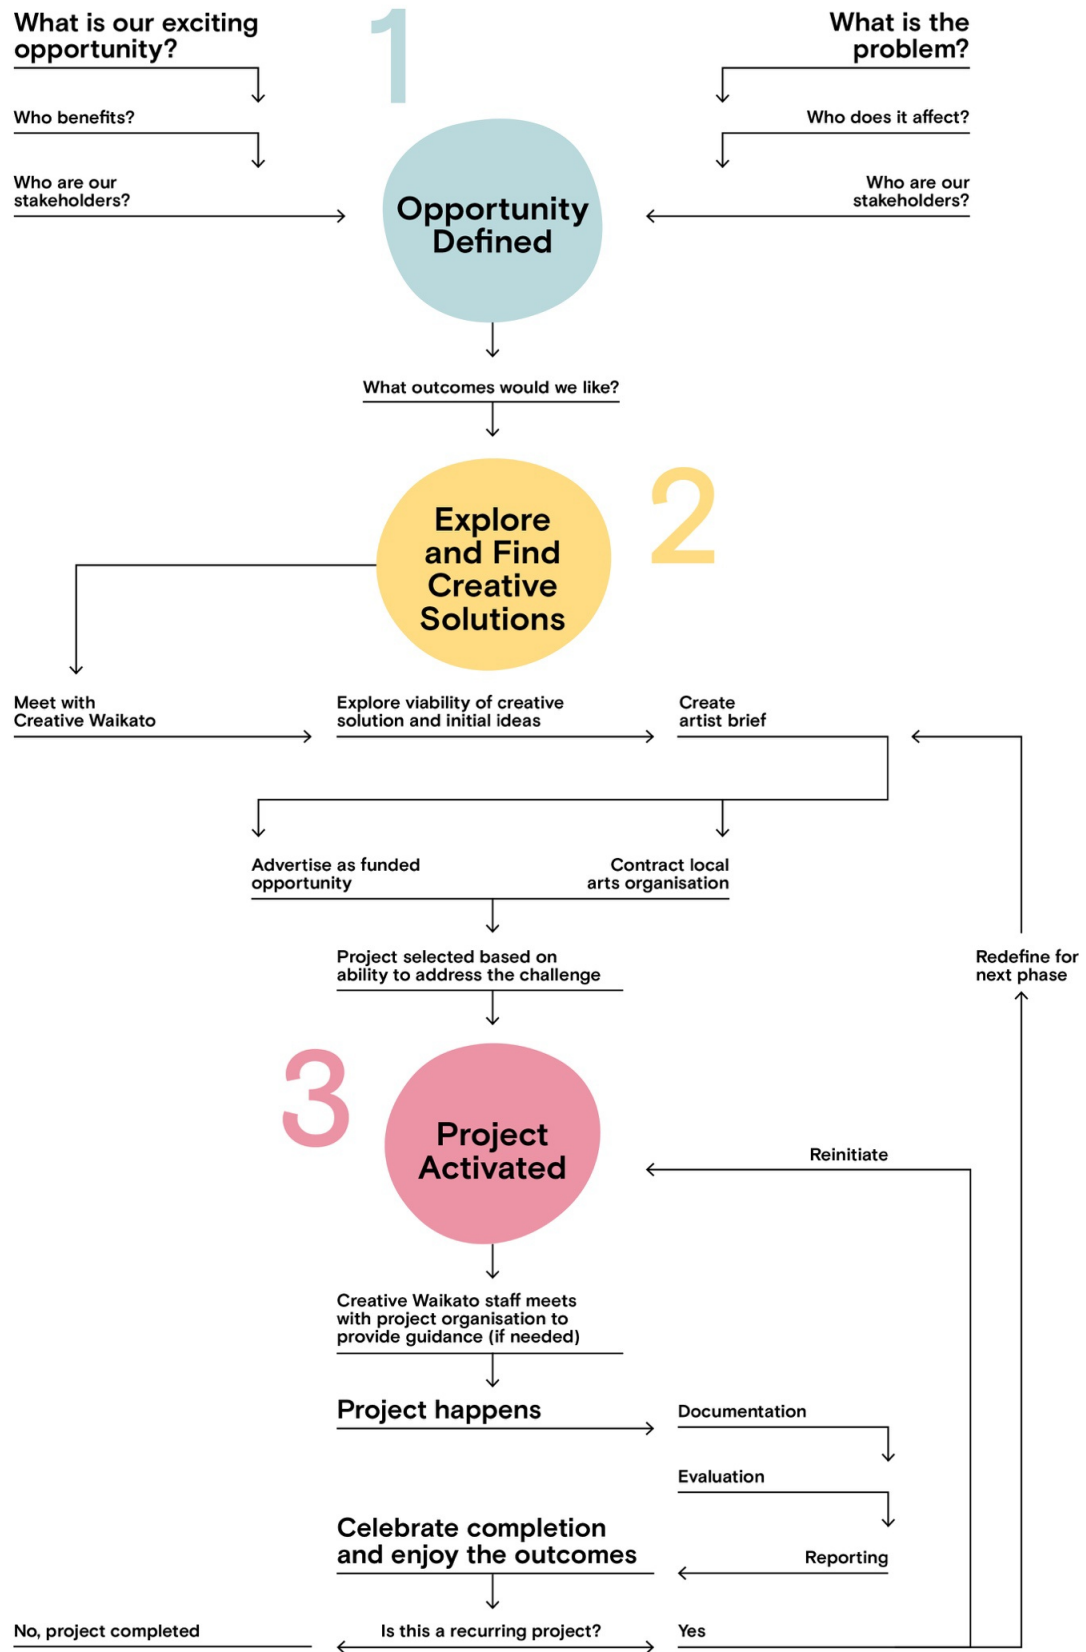 What is our exciting
opportunity?
Who benefits?
Who are our
stakeholders?
1
What is the
problem?
Who does it affect?
Who are our
stakeholders?
Opportunity
Defined
What outcomes would we like?
Explore
and Find
Creative
Solutions
2
Meet with
Creative Waikato
Explore viability of creative
solution and initial ideas
Create
artist brief
Advertise as funded
opportunity
Contract local
arts organisation
Project selected based on
ability to address the challenge
Redefine for
next phase
3
Project
Activated
Reinitiate
Creative Waikato staff meets
with project organisation to
provide guidance (if needed)
Project happens
Documentation
Evaluation
Reporting
Celebrate completion
and enjoy the outcomes
Is this a recurring project?
No, project completed
Yes